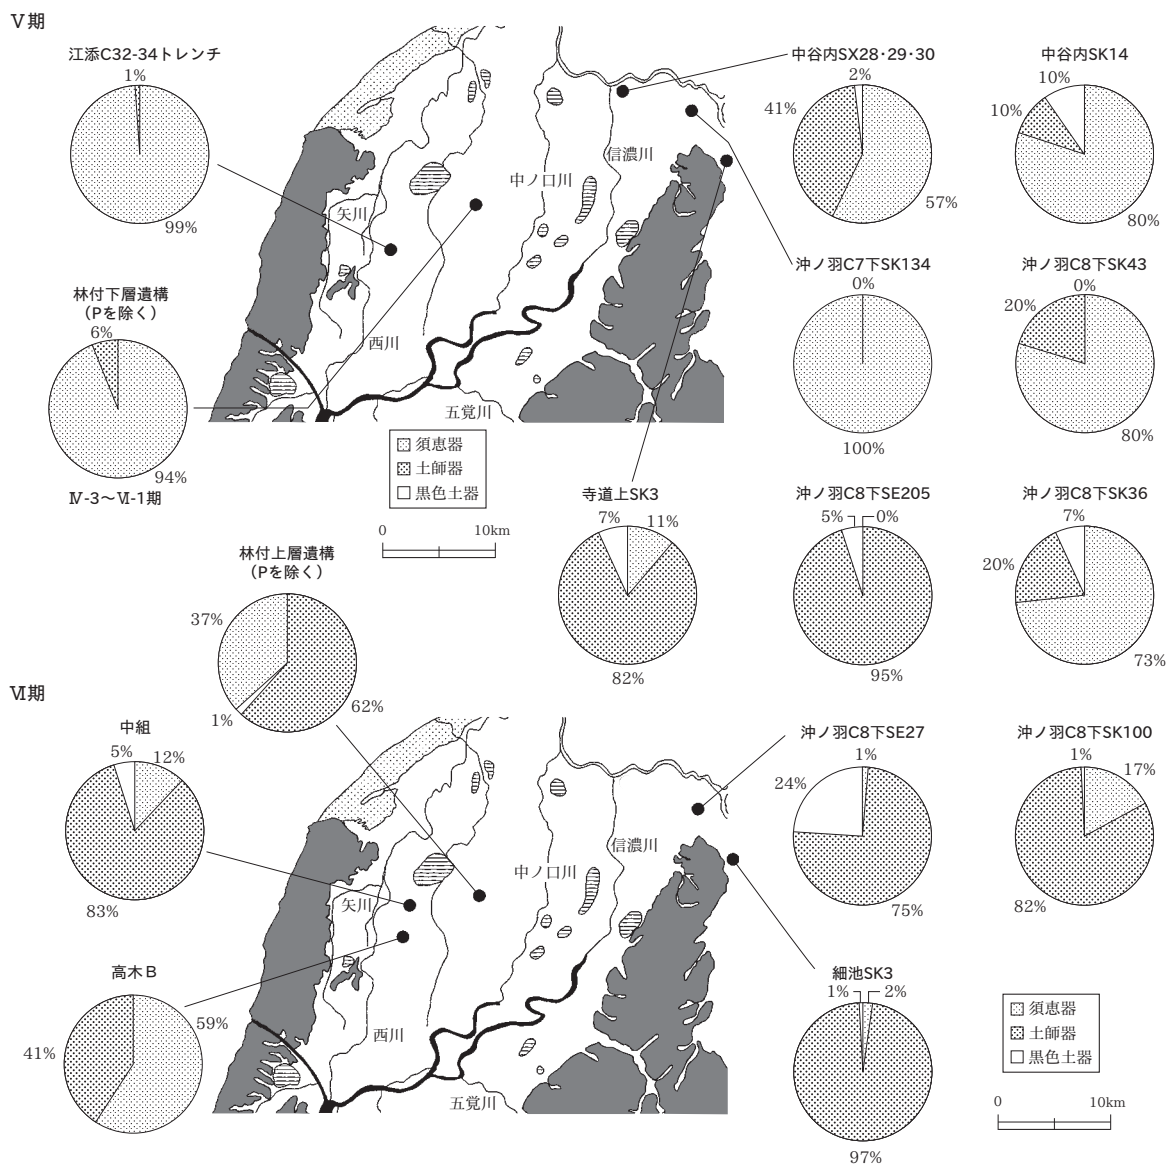 Ⅴ期
江添C32-34トレンチ
1%
99%
中谷内SX28・29・30
2%
41%
57%
中谷内SK14
10%
10%
80%
信濃川
中ノ口川
矢川
西川
五覚川
林付下層遺構
（Pを除く）
6%
94%
Ⅳ-3～Ⅵ-1期
沖ノ羽C7下SK134
0%
100%
沖ノ羽C8下SK43
0%
20%
80%
須恵器
土師器
黒色土器
0 10km
寺道上SK3
7%
11%
82%
沖ノ羽C8下SE205
5%
0%
95%
沖ノ羽C8下SK36
7%
20%
73%
林付上層遺構
（Pを除く）
37%
1%
62%
Ⅵ期
中組
5%
12%
83%
沖ノ羽C8下SE27
1%
24%
75%
沖ノ羽C8下SK100
1%
17%
82%
信濃川
中ノ口川
矢川
西川
五覚川
高木B
59%
41%
細池SK3
1%
2%
97%
須恵器
土師器
黒色土器
0 10km